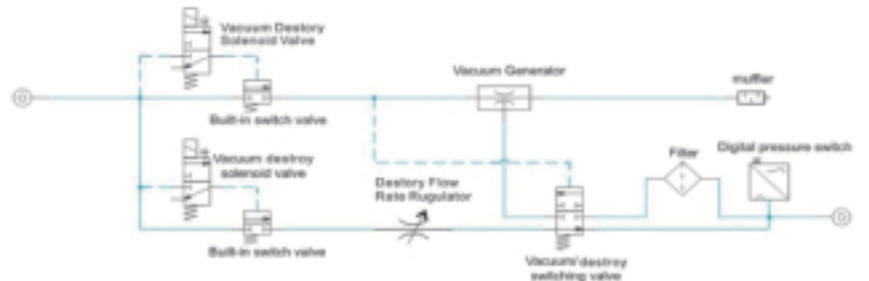 Vacuum Destory
Solenoid Valve
Vacuum Generator
muffler
Built-in switch valve
Vacuum destroy
solenoid valve
Destory Flow
Rate Rugulator
Filler
Digital pressure switch
Built-in switch valve
Vacuum/destroy
switching valve